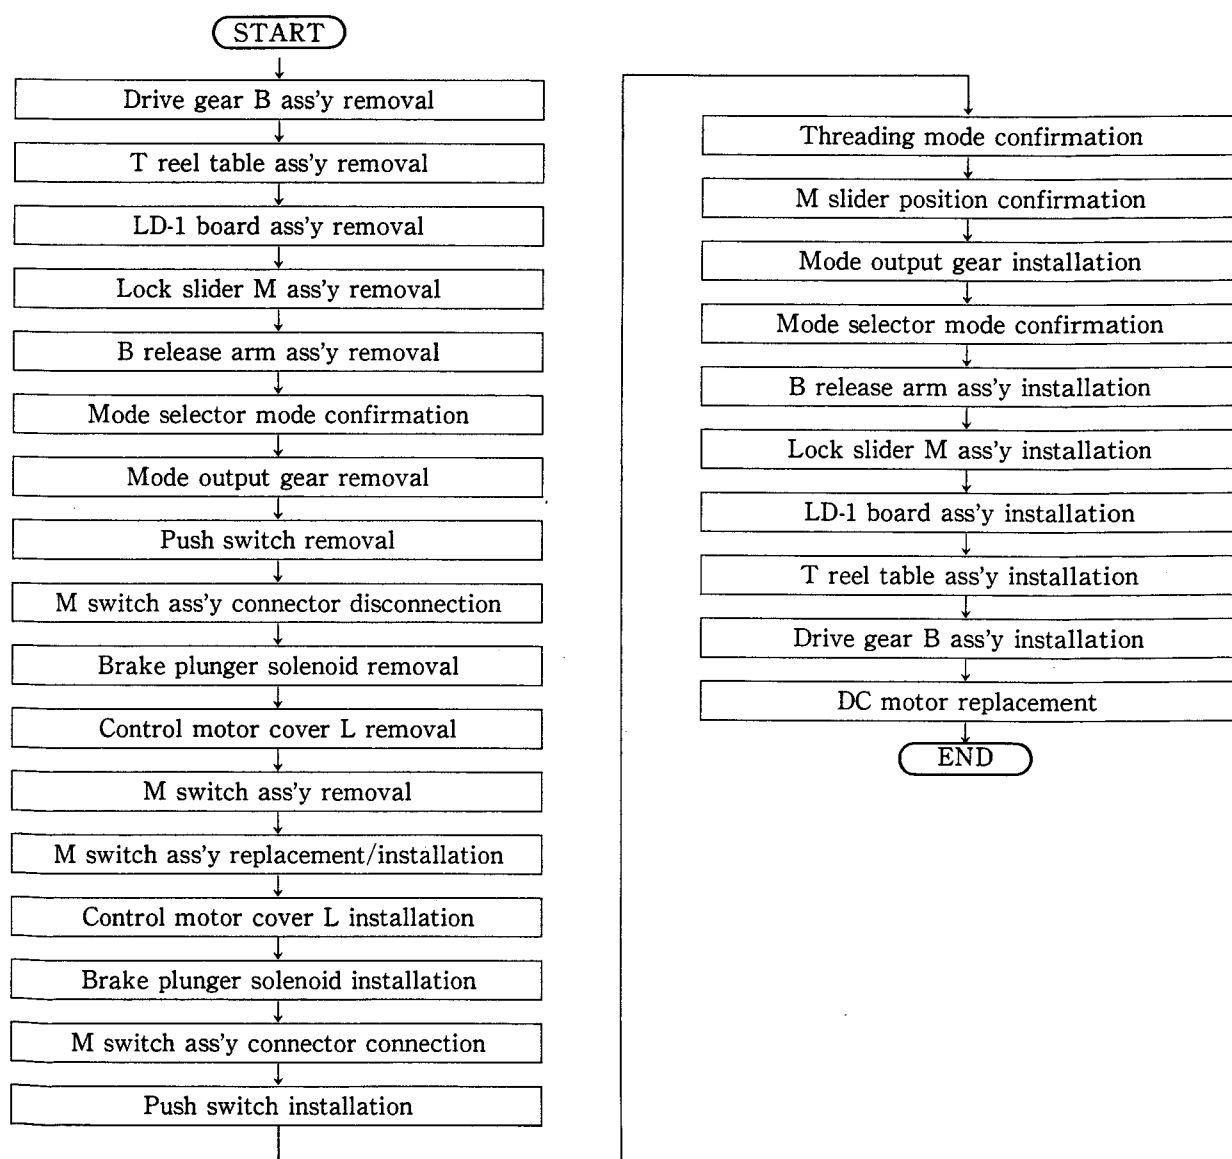 START
Drive gear B ass'y removal
T reel table ass'y removal
LD-1 board ass'y removal
Lock slider M ass'y removal
B release arm ass'y removal
Mode selector mode confirmation
Mode output gear removal
Push switch removal
M switch ass'y connector disconnection
Brake plunger solenoid removal
Control motor cover L removal
M switch ass'y removal
M switch ass'y replacement/installation
Control motor cover L installation
Brake plunger solenoid installation
M switch ass'y connector connection
Push switch installation
Threading mode confirmation
M slider position confirmation
Mode output gear installation
Mode selector mode confirmation
B release arm ass'y installation
Lock slider M ass'y installation
LD-1 board ass'y installation
T reel table ass'y installation
Drive gear B ass'y installation
DC motor replacement
END